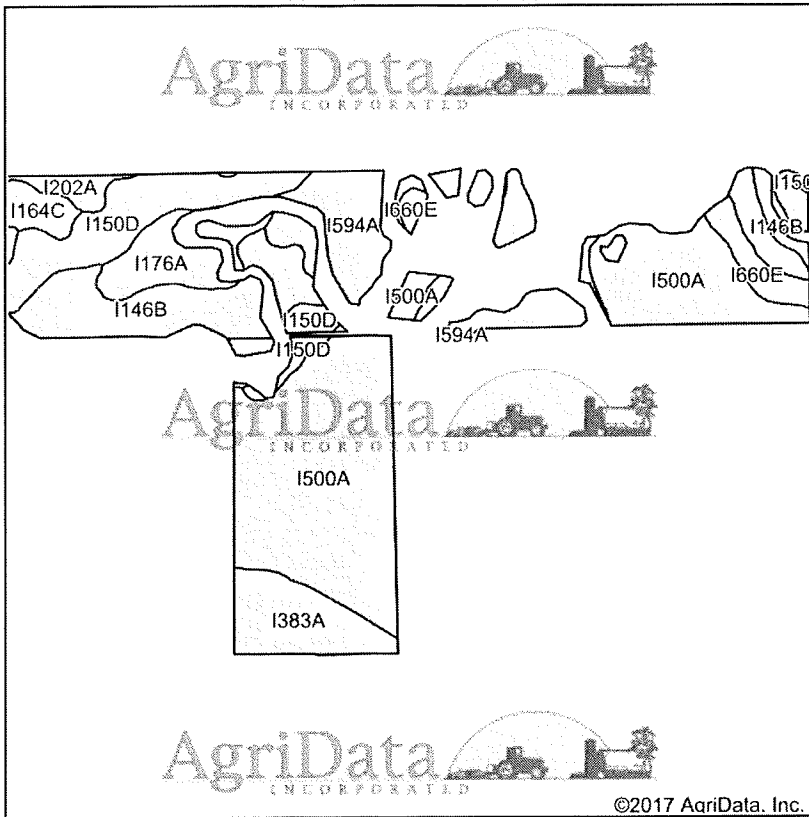 AgriData
INCORPORATED
I202A
I164C
I150D
I176A
I146B
I594A
I660E
I500A
I594A
I150D
I150D
I146B
I660E
I500A
AgriData
INCORPORATED
I500A
I383A
AgriData
INCORPORATED
©2017 AgriData, Inc.